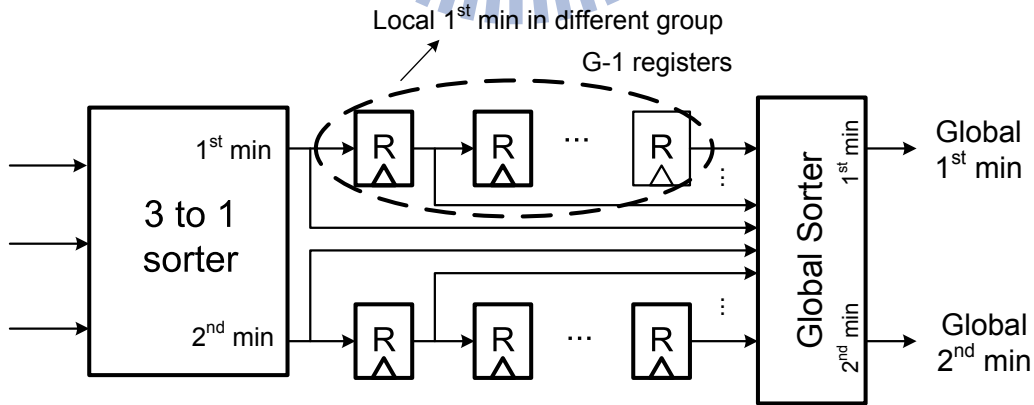 Local 1st min in different group
G-1 registers
1st min
R
R
...
R
...
3 to 1
sorter
Global Sorter
1st min
2nd min
Global
1st min
2nd min
R
R
...
R
...
Global
2nd min